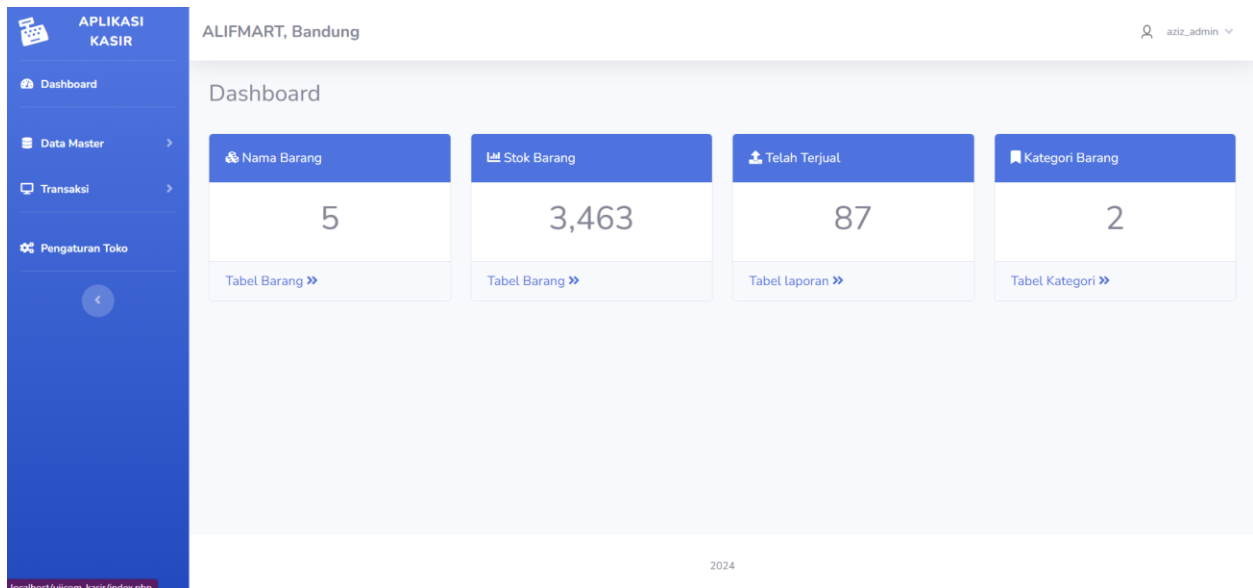 APLIKASI
KASIR
Dashboard
Data Master
Transaksi
Pengaturan Toko
ALIFMART, Bandung
aziz_admin
Dashboard
Nama Barang
5
Tabel Barang
Stok Barang
3,463
Tabel Barang
Telah Terjual
87
Tabel laporan
Kategori Barang
2
Tabel Kategori
2024